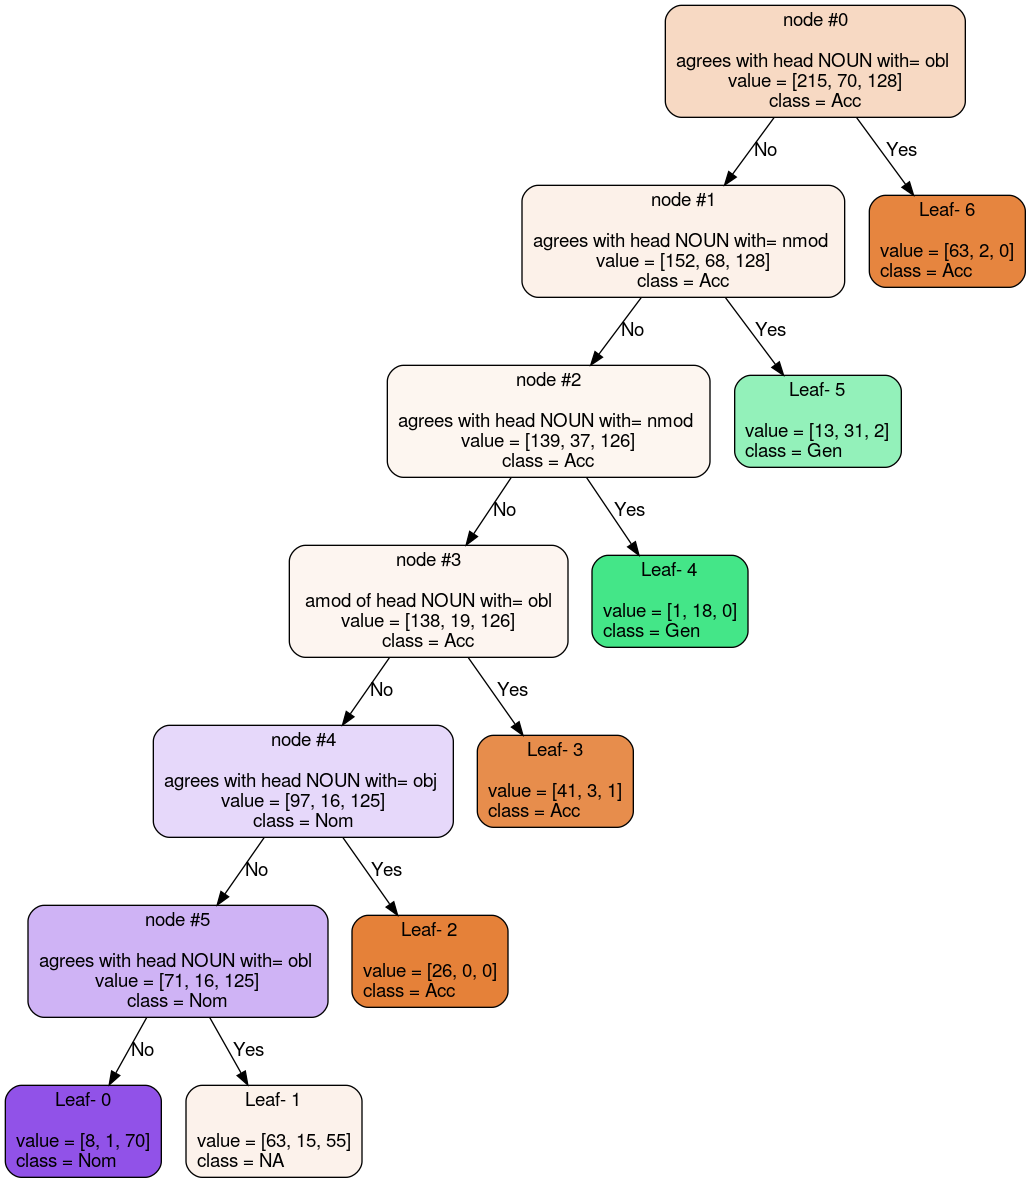 node #0
agrees with head NOUN with= obl
value = [215, 70, 128]
class = Acc
No
Yes
node #1
agrees with head NOUN with= nmod
value = [152, 68, 128]
class = Acc
Leaf- 6
value = [63, 2, 0]
class = Acc
No
Yes
node #2
agrees with head NOUN with= nmod
value = [139, 37, 126]
class = Acc
Leaf- 5
value = [13, 31, 2]
class = Gen
No
Yes
node #3
amod of head NOUN with= obl
value = [138, 19, 126]
class = Acc
Leaf- 4
value = [1, 18, 0]
class = Gen
No
Yes
node #4
agrees with head NOUN with= obj
value = [97, 16, 125]
class = Nom
Leaf- 3
value = [41, 3, 1]
class = Acc
No
Yes
node #5
agrees with head NOUN with= obl
value = [71, 16, 125]
class = Nom
Leaf- 2
value = [26, 0, 0]
class = Acc
No
Yes
Leaf- 0
value = [8, 1, 70]
class = Nom
Leaf- 1
value = [63, 15, 55]
class = NA